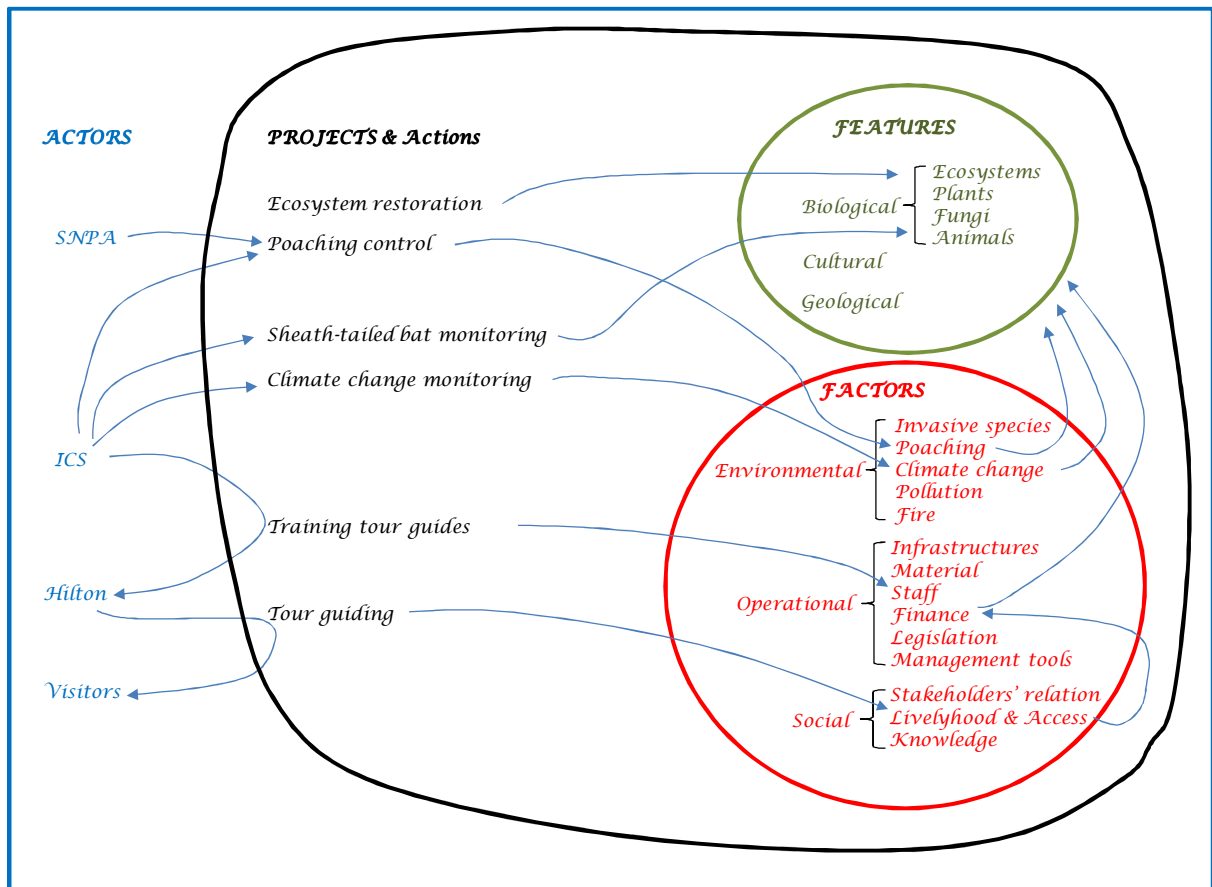 ACTORS
SNPA
ICS
Hilton
Visitors
PROJECTS & Actions
Ecosystem restoration
Poaching control
Sheath-tailed bat monitoring
Climate change monitoring
Training tour guides
Tour guiding
FEATURES
Biological
Ecosystems
Plants
Fungi
Animals
Cultural
Geological
FACTORS
Environmental
Invasive species
Poaching
Climate change
Pollution
Fire
Operational
Infrastructures
Material
Staff
Finance
Legislation
Management tools
Social
Stakeholders' relation
Livelyhood & Access
Knowledge